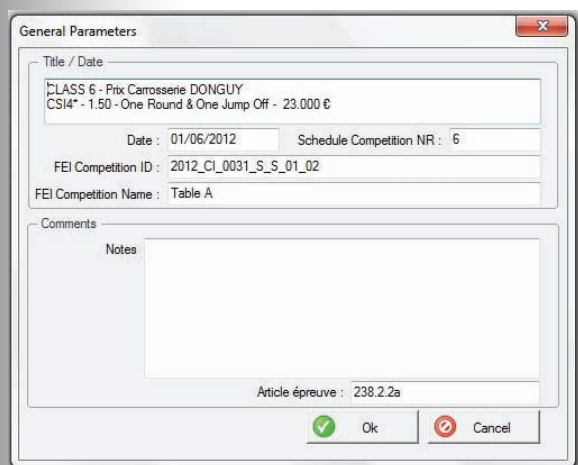 General Parameters
Title / Date
CLASS 6 - Prix Carrosserie DONGUY
CSI4* - 1.50 - One Round & One Jump Off - 23.000 €
Date : 01/06/2012 Schedule Competition NR : 6
FEI Competition ID : 2012_CI_0031_S_S_01_02
FEI Competition Name : Table A
Comments
Notes
Article épreuve : 238.2.2a
Ok Cancel